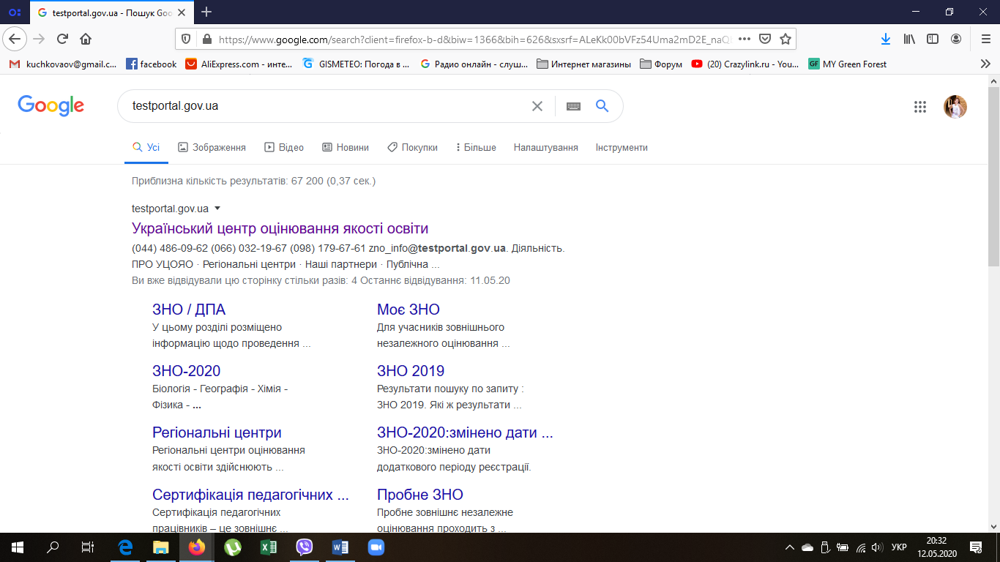 testportal.gov.ua - Пошук Goo
https://www.google.com/search?client=firefox-b-d&biw=1366&bih=626&sxsrf=ALeKk00bVFz54Uma2mD2E_naQ
kuchkovaov@gmail.c... facebook AliExpress.com - инте... GISMETEO: Погода в ... Радио онлайн - слуш... Интернет магазины Форум (20) Crazylink.ru - You... GF MY Green Forest
Google testportal.gov.ua
Усі Зображення Відео Новини Покупки Більше Налаштування Інструменти
Приблизна кількість результатів: 67 200 (0,37 сек.)
testportal.gov.ua
Український центр оцінювання якості освіти
(044) 486-09-62 (066) 032-19-67 (098) 179-67-61 zno_info@testportal.gov.ua. Діяльність.
ПРО УЦОЯО · Регіональні центри · Наші партнери · Публічна ...
Ви вже відвідували цю сторінку стільки разів: 4 Останнє відвідування: 11.05.20
ЗНО / ДПА
У цьому розділі розміщено
інформацію щодо проведення ...
Моє ЗНО
Для учасників зовнішнього
незалежного оцінювання ...
ЗНО-2020
Біологія - Географія - Хімія -
Фізика - ...
ЗНО 2019
Результати пошуку по запиту :
ЗНО 2019. Які ж результати ...
Регіональні центри
Регіональні центри оцінювання
якості освіти здійснюють ...
ЗНО-2020:змінено дати ...
ЗНО-2020:змінено дати
додаткового періоду реєстрації.
Сертифікація педагогічних ...
Сертифікація педагогічних
працівників – це зовнішнє ...
Пробне ЗНО
Пробне зовнішнє незалежне
оцінювання проходить з ...
УКР
20:32
12.05.2020